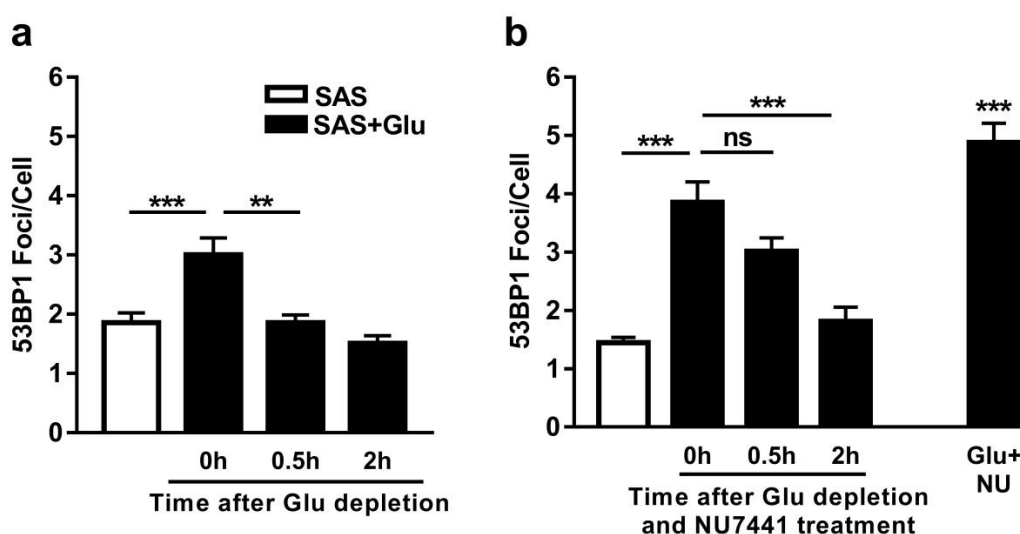 a
6
5
4
3
2
1
0
53BP1 Foci/Cell
SAS
SAS+Glu
***
**
0h 0.5h 2h
Time after Glu depletion
b
6
5
4
3
2
1
0
53BP1 Foci/Cell
***
***
ns
***
0h 0.5h 2h
Time after Glu depletion
and NU7441 treatment
Glu+
NU